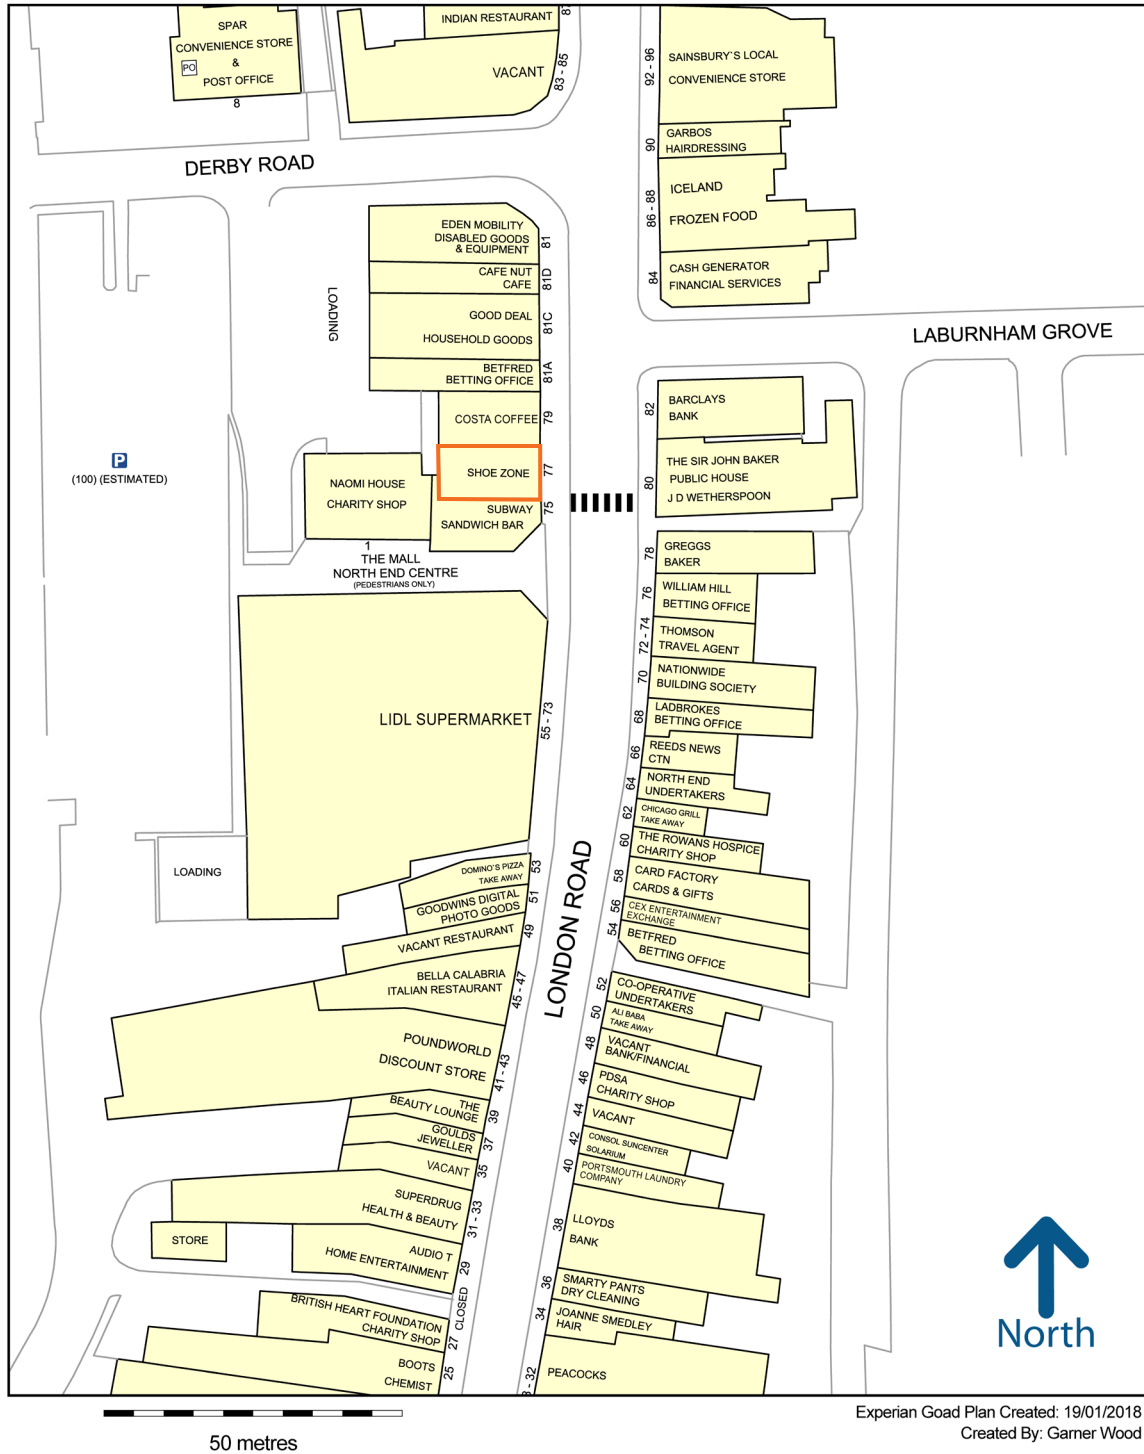 SPAR
CONVENIENCE STORE
&
PO
POST OFFICE
8
INDIAN RESTAURANT
VACANT
83 - 85
DERBY ROAD
92 - 96
SAINSBURY'S LOCAL
CONVENIENCE STORE
90
GARBOS
HAIRDRESSING
86 - 88
ICELAND
FROZEN FOOD
84
CASH GENERATOR
FINANCIAL SERVICES
LABURNHAM GROVE
LOADING
EDEN MOBILITY
DISABLED GOODS
& EQUIPMENT
81
CAFE NUT
CAFE
81D
GOOD DEAL
HOUSEHOLD GOODS
81C
BETFRED
BETTING OFFICE
81A
COSTA COFFEE
79
SHOE ZONE
77
SUBWAY
SANDWICH BAR
75
NAOMI HOUSE
CHARITY SHOP
1
THE MALL
NORTH END CENTRE
(PEDESTRIANS ONLY)
P
(100) (ESTIMATED)
82
BARCLAYS
BANK
80
THE SIR JOHN BAKER
PUBLIC HOUSE
J D WETHERSPOON
78
GREGGS
BAKER
76
WILLIAM HILL
BETTING OFFICE
72 - 74
THOMSON
TRAVEL AGENT
70
NATIONWIDE
BUILDING SOCIETY
68
LADBROKES
BETTING OFFICE
66
REEDS NEWS
CTN
64
NORTH END
UNDERTAKERS
62
CHICAGO GRILL
TAKE AWAY
60
THE ROWANS HOSPICE
CHARITY SHOP
58
CARD FACTORY
CARDS & GIFTS
56
CEX ENTERTAINMENT
EXCHANGE
54
BETFRED
BETTING OFFICE
LIDL SUPERMARKET
55 - 73
LOADING
LONDON ROAD
DOMINO'S PIZZA
TAKE AWAY
53
GOODWINS DIGITAL
PHOTO GOODS
51
VACANT RESTAURANT
49
BELLA CALABRIA
ITALIAN RESTAURANT
45 - 47
POUNDWORLD
DISCOUNT STORE
41 - 43
THE
BEAUTY LOUNGE
39
GOULDS
JEWELLER
37
VACANT
35
SUPERDRUG
HEALTH & BEAUTY
31 - 33
STORE
AUDIO T
HOME ENTERTAINMENT
29
CLOSED
BRITISH HEART FOUNDATION
CHARITY SHOP
27
BOOTS
CHEMIST
25
52
CO-OPERATIVE
UNDERTAKERS
50
ALI BABA
TAKE AWAY
48
VACANT
BANK/FINANCIAL
46
PDSA
CHARITY SHOP
44
VACANT
42
CONSOL SUNCENTER
SOLARIUM
40
PORTSMOUTH LAUNDRY
COMPANY
38
LLOYDS
BANK
36
SMARTY PANTS
DRY CLEANING
34
JOANNE SMEDLEY
HAIR
- 32
PEACOCKS
North
50 metres
Experian Goad Plan Created: 19/01/2018
Created By: Garner Wood